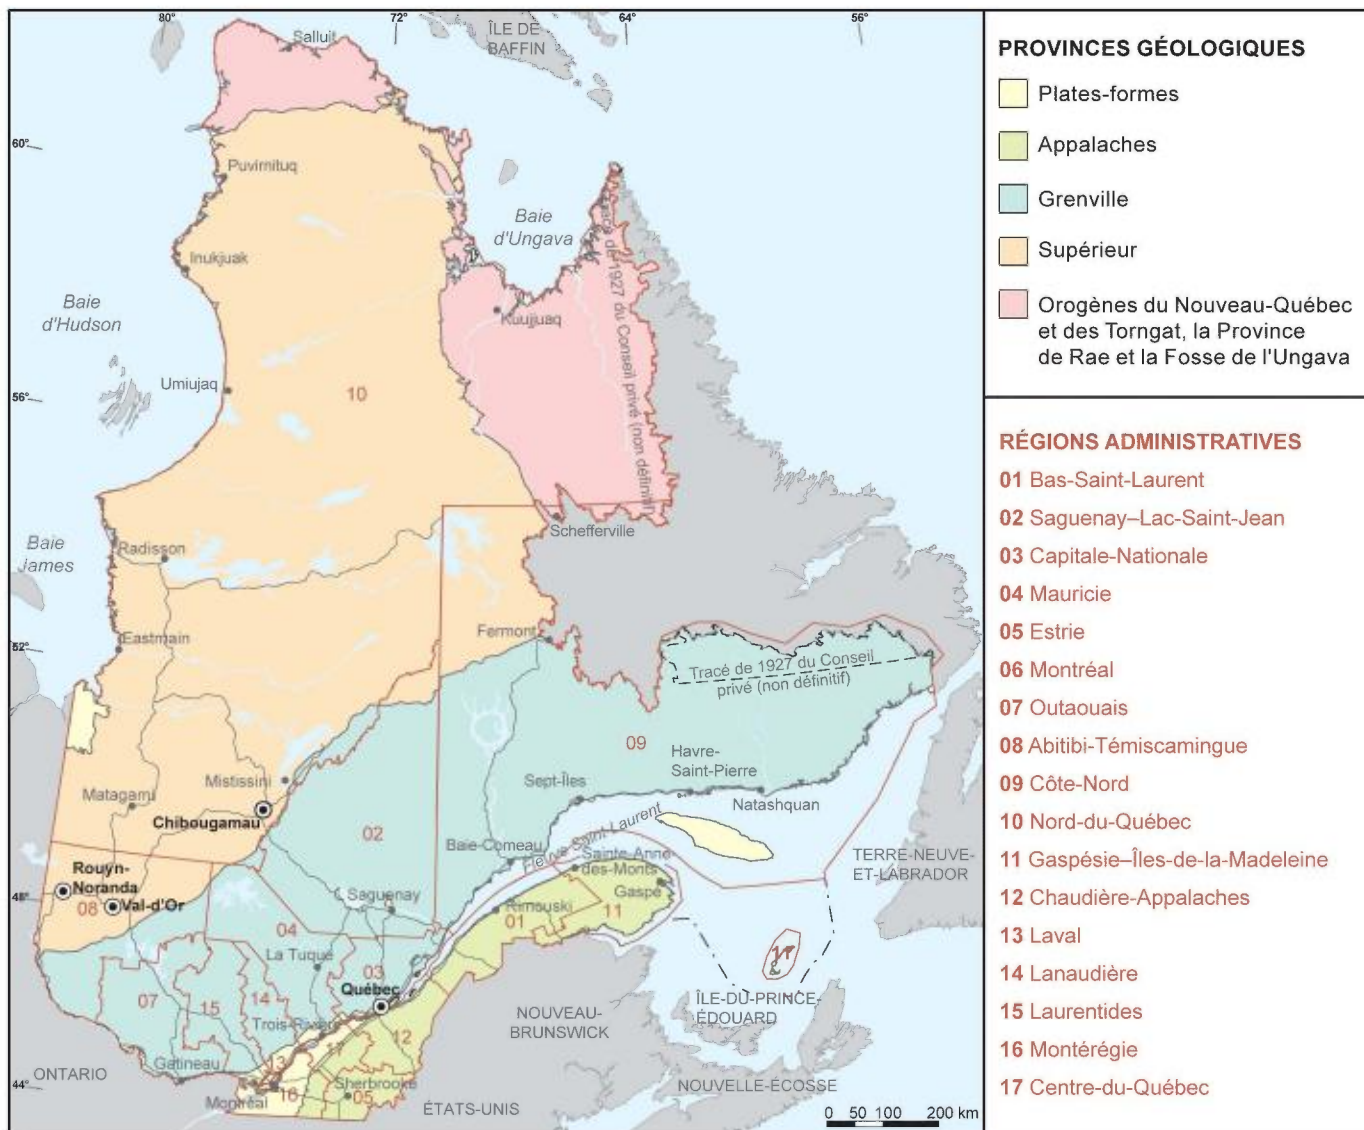 80°
72°
64°
56°
60°
56°
52°
48°
44°
ÎLE DE
BAFFIN
Salluit
Puvirnituq
Baie
d'Ungava
Inukjuak
Baie
d'Hudson
Kuujjuaq
Tracé de 1927 du Conseil privé (non définitif)
Umiujaq
10
Schefferville
Baie
James
Radisson
Eastmain
Fermont
Tracé de 1927 du Conseil
privé (non définitif)
09
Havre-
Saint-Pierre
Mistissini
Sept-Îles
Matagami
Natashquan
Chibougamau
02
Fleuve Saint-Laurent
Baie-Comeau
Sainte-Anne-
des-Monts
TERRE-NEUVE-
ET-LABRADOR
Rouyn-
Noranda
Gaspé
Saguenay
08
Val-d'Or
Rimouski
01
11
04
La Tuque
03
07
15
14
Québec
ÎLE-DU-PRINCE-
ÉDOUARD
NOUVEAU-
BRUNSWICK
Trois-Rivières
12
17
11
13
Gatineau
ONTARIO
Sherbrooke
05
16
Montréal
NOUVELLE-ÉCOSSE
ÉTATS-UNIS
0 50 100 200 km
PROVINCES GÉOLOGIQUES
Plates-formes
Appalaches
Grenville
Supérieur
Orogènes du Nouveau-Québec
et des Torngat, la Province
de Rae et la Fosse de l'Ungava
RÉGIONS ADMINISTRATIVES
01 Bas-Saint-Laurent
02 Saguenay–Lac-Saint-Jean
03 Capitale-Nationale
04 Mauricie
05 Estrie
06 Montréal
07 Outaouais
08 Abitibi-Témiscamingue
09 Côte-Nord
10 Nord-du-Québec
11 Gaspésie–Îles-de-la-Madeleine
12 Chaudière-Appalaches
13 Laval
14 Lanaudière
15 Laurentides
16 Montérégie
17 Centre-du-Québec